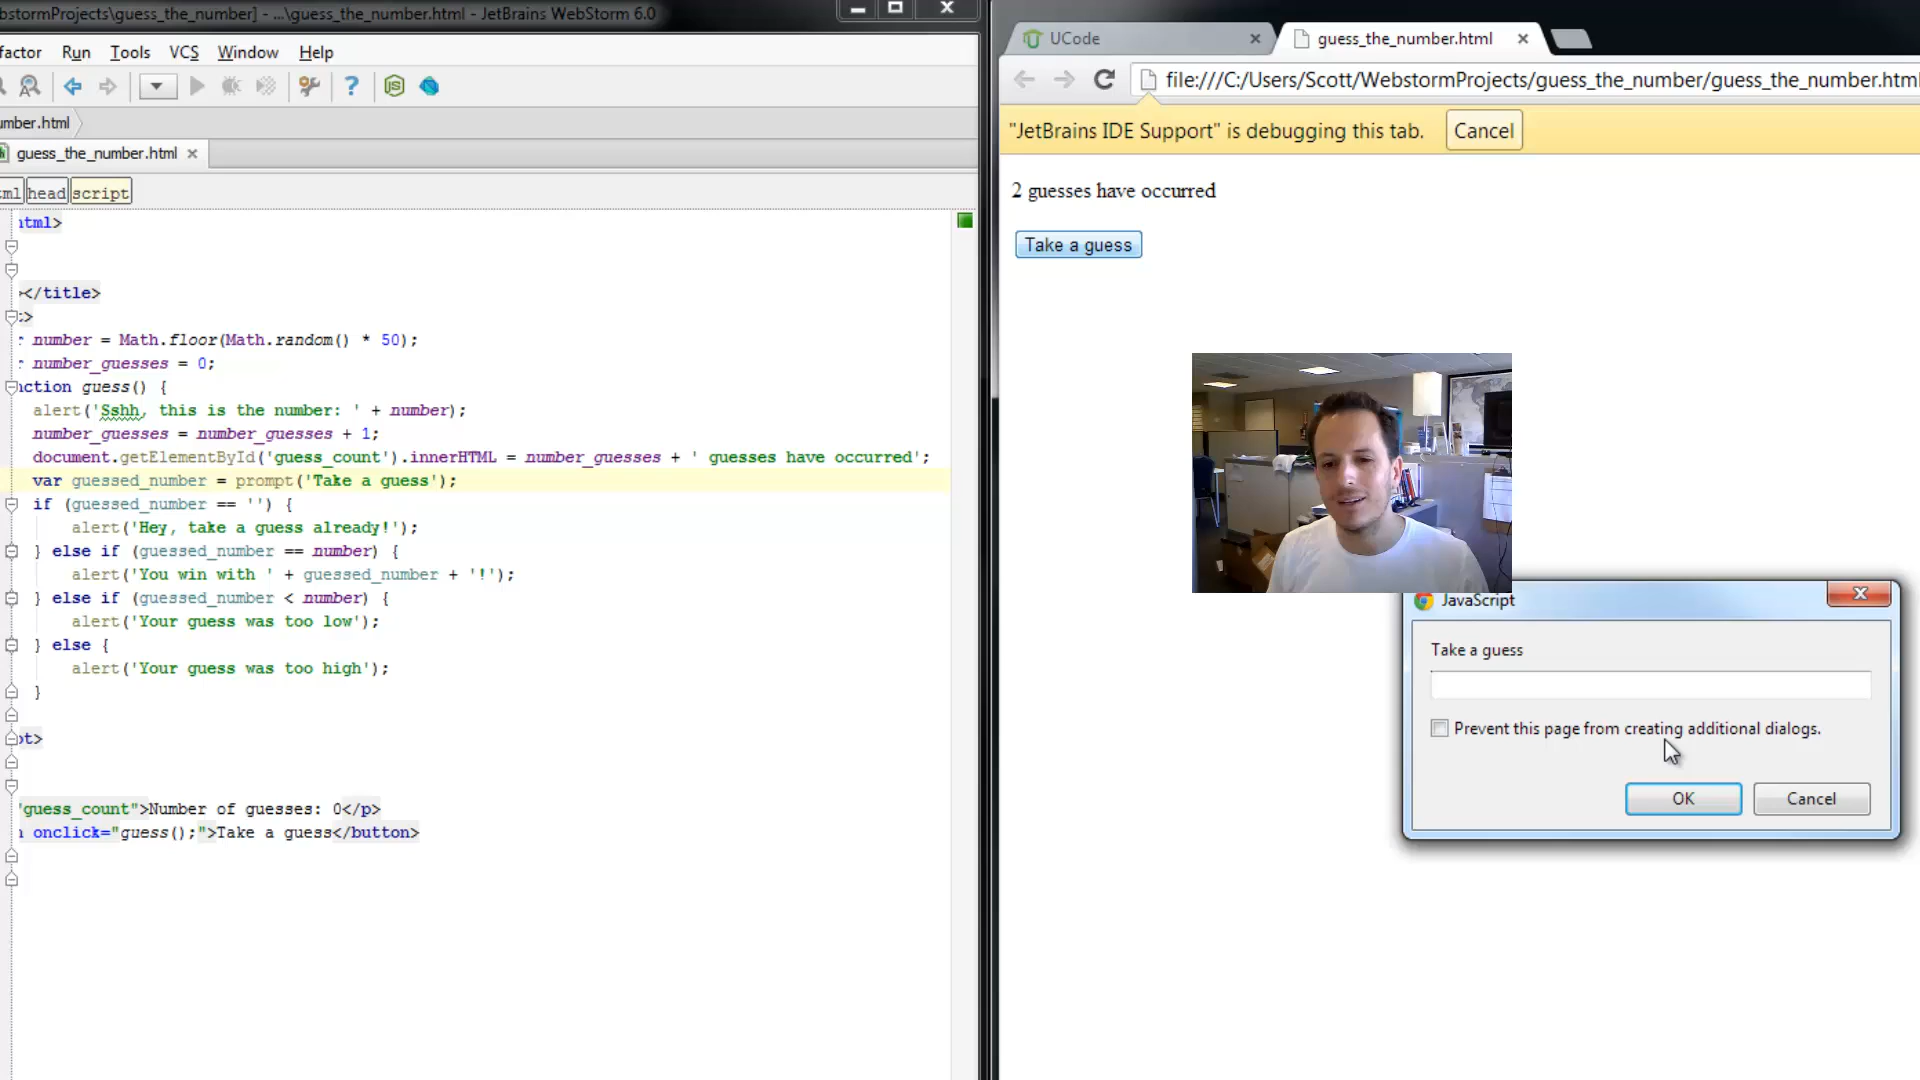 bstormProjects\guess_the_number] - ...\guess_the_number.html - JetBrains WebStorm 6.0
factor Run Tools VCS Window Help
umber.html
guess_the_number.html
ml head script
html>
></title>
:>
r number = Math.floor(Math.random() * 50);
r number_guesses = 0;
nction guess() {
alert('Sshh, this is the number: ' + number);
number_guesses = number_guesses + 1;
document.getElementById('guess_count').innerHTML = number_guesses + ' guesses have occurred';
var guessed_number = prompt('Take a guess');
if (guessed_number == '') {
alert('Hey, take a guess already!');
} else if (guessed_number == number) {
alert('You win with ' + guessed_number + '!');
} else if (guessed_number < number) {
alert('Your guess was too low');
} else {
alert('Your guess was too high');
}
pt>
"guess_count">Number of guesses: 0</p>
n onclick="guess();">Take a guess</button>
UCode
guess_the_number.html
file:///C:/Users/Scott/WebstormProjects/guess_the_number/guess_the_number.html
"JetBrains IDE Support" is debugging this tab. Cancel
2 guesses have occurred
Take a guess
JavaScript
Take a guess
Prevent this page from creating additional dialogs.
OK Cancel